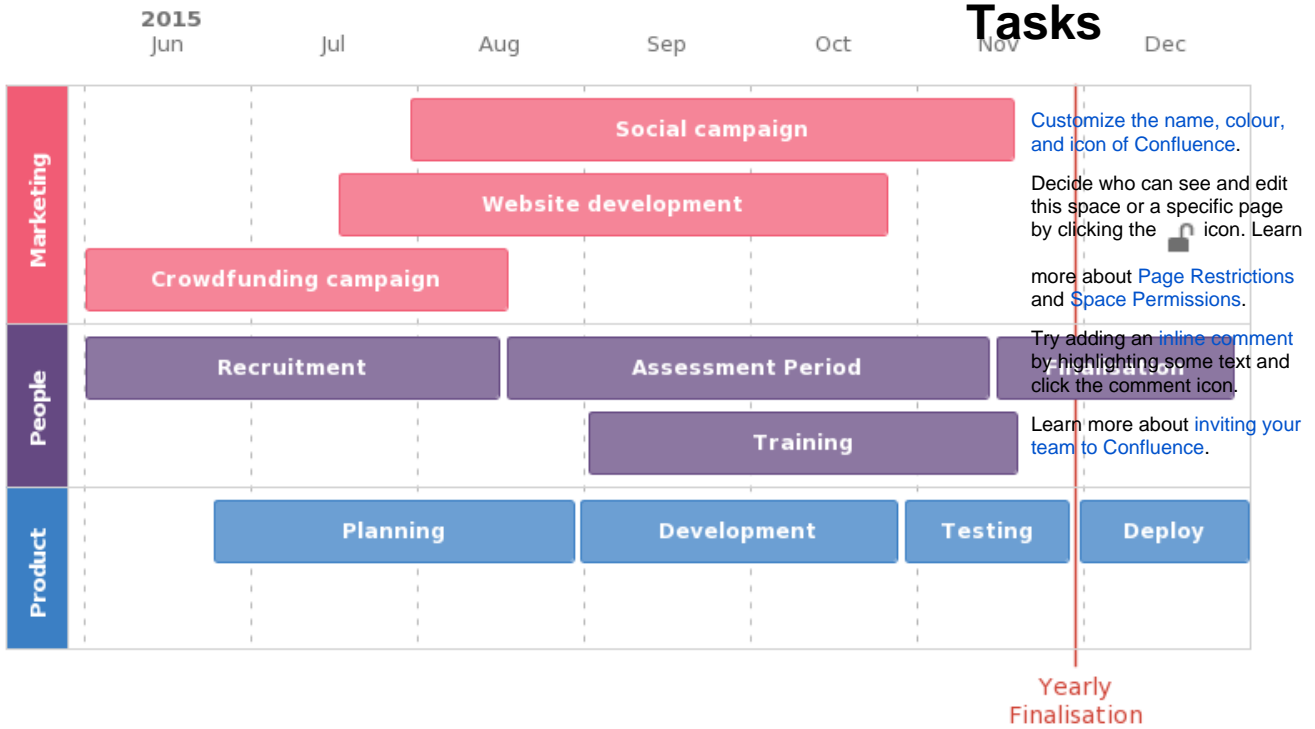 Tasks
2015
Jun Jul Aug Sep Oct Nov Dec
Marketing
Social campaign
Website development
Crowdfunding campaign
People
Recruitment Assessment Period Finalisation
Training
Product
Planning Development Testing Deploy
Yearly
Finalisation
Customize the name, colour,
and icon of Confluence.
Decide who can see and edit
this space or a specific page
by clicking the icon. Learn
more about Page Restrictions
and Space Permissions.
Try adding an inline comment
by highlighting some text and
click the comment icon.
Learn more about inviting your
team to Confluence.